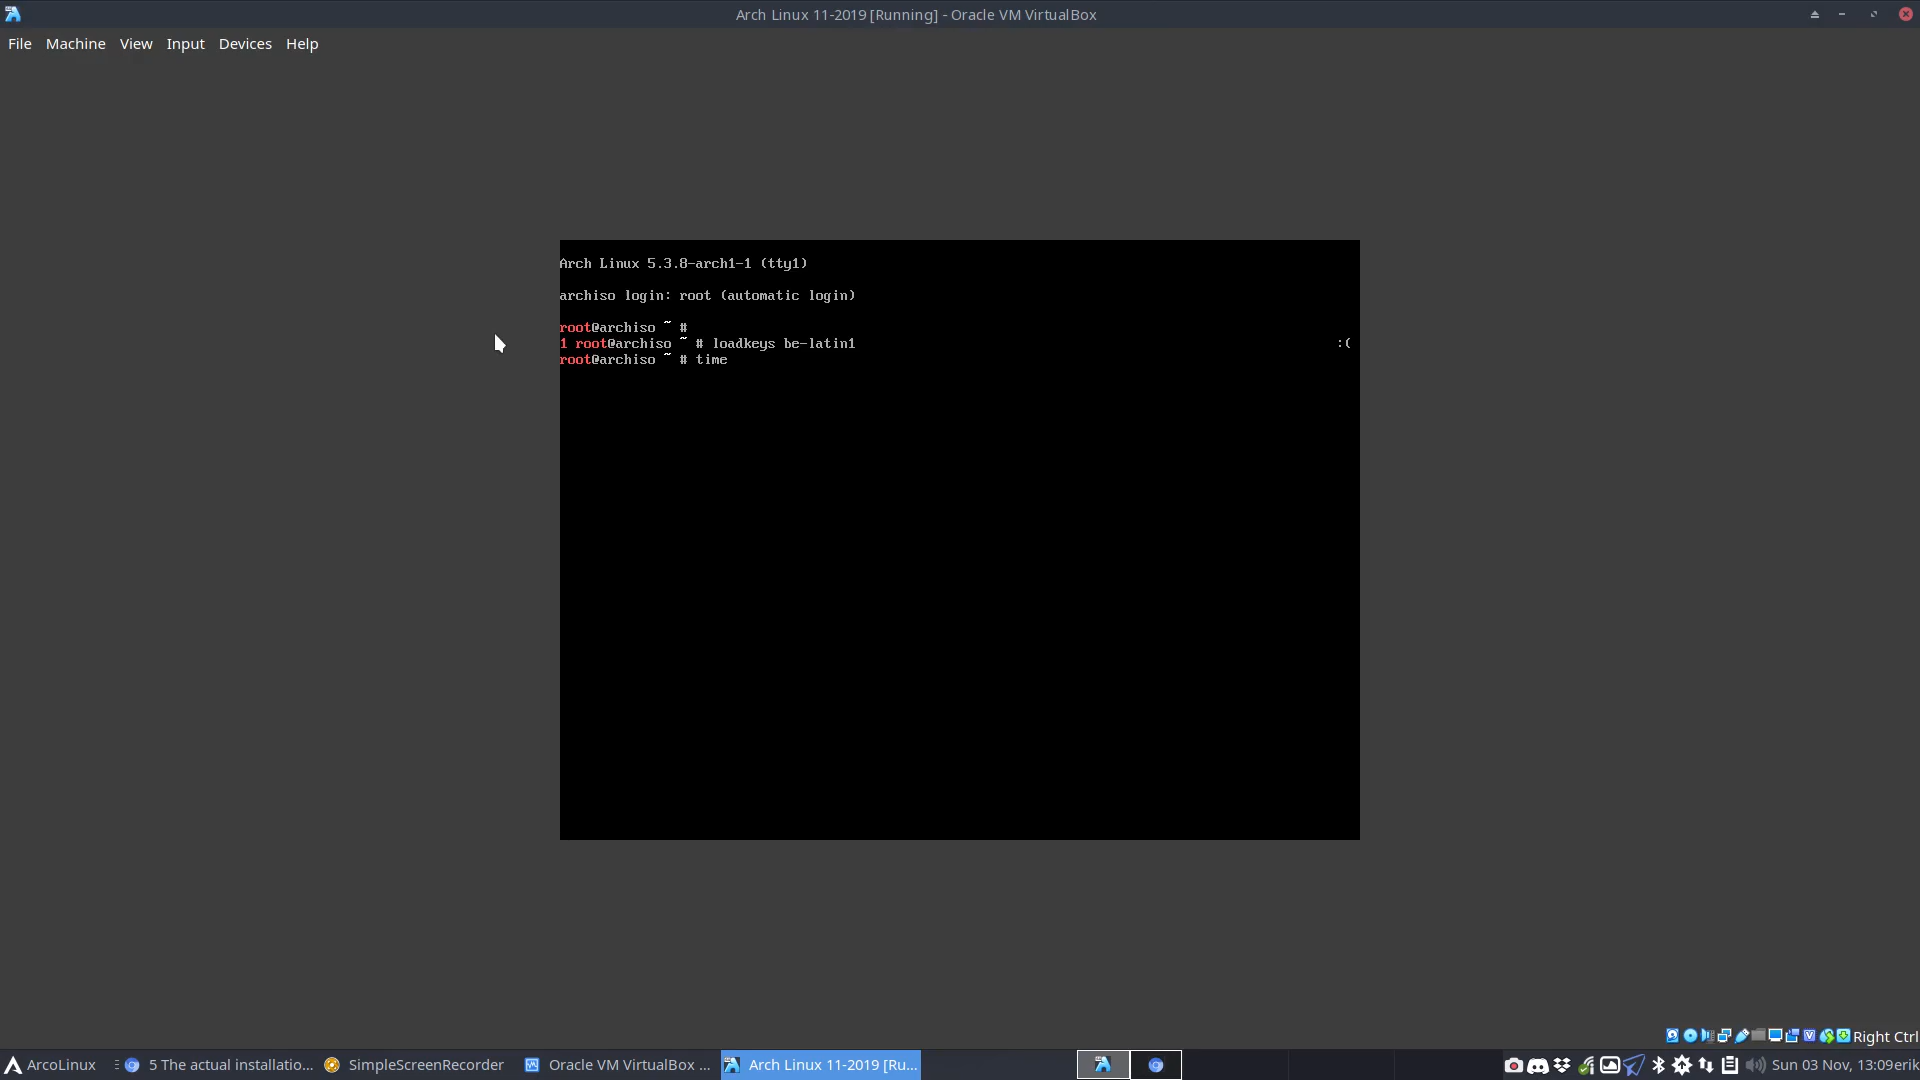 Arch Linux 11-2019 [Running] - Oracle VM VirtualBox
File Machine View Input Devices Help
Arch Linux 5.3.8-arch1-1 (tty1)
archiso login: root (automatic login)
root@archiso ~ #
1 root@archiso ~ # loadkeys be-latin1 :(
root@archiso ~ # time
Right Ctrl
ArcoLinux 5 The actual installatio... SimpleScreenRecorder Oracle VM VirtualBox ... Arch Linux 11-2019 [Ru... Sun 03 Nov, 13:09erik